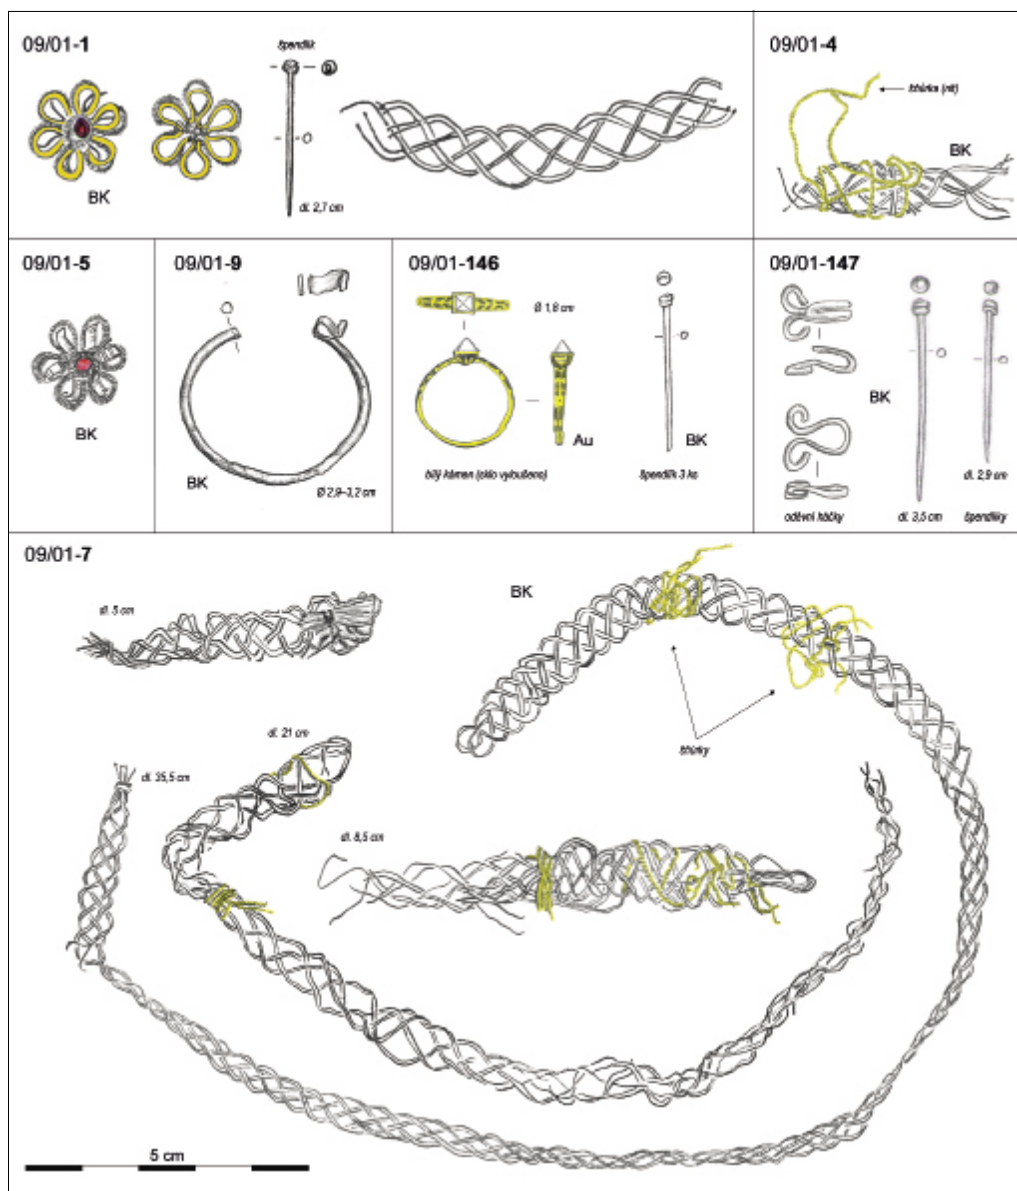 09/01-1
špendlík
BK
dl. 2,7 cm
09/01-4
šňůrka (nit)
BK
09/01-5
BK
09/01-9
BK
Ø 2,9–3,2 cm
09/01-146
Ø 1,8 cm
Au
BK
bílý kámen (sklo vyloučeno)
špendlík 3 ks
09/01-147
BK
dl. 2,9 cm
oděvní háčky
dl. 3,5 cm
špendlíky
09/01-7
dl. 5 cm
BK
šňůrky
dl. 21 cm
dl. 35,5 cm
dl. 8,5 cm
5 cm